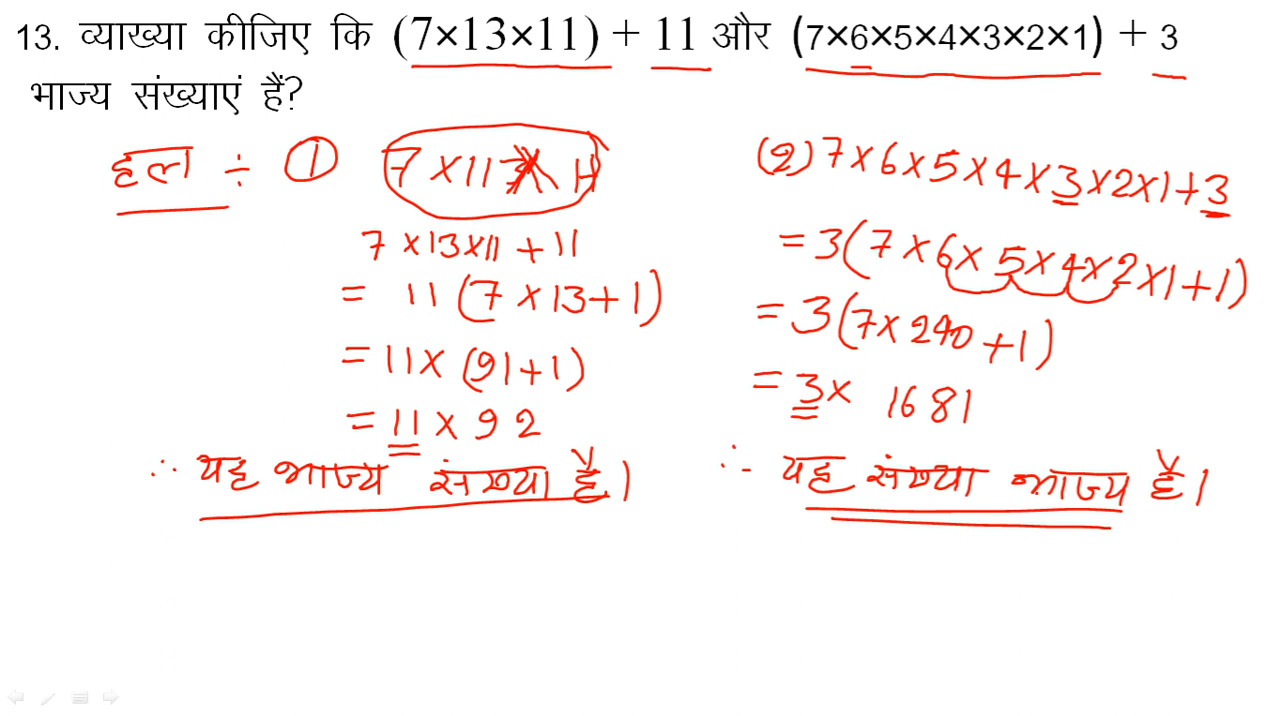 13. व्याख्या कीजिए कि (7×13×11) + 11 और (7×6×5×4×3×2×1) + 3
भाज्य संख्याएं हैं?
हल ÷ ①
7 × 13 × 11 + 11
= 11 (7 × 13 + 1)
= 11 × (91 + 1)
= 11 × 92
∴ यह भाज्य संख्या है।
(2) 7 × 6 × 5 × 4 × 3 × 2 × 1 + 3
= 3(7 × 6 × 5 × 4 × 2 × 1 + 1)
= 3(7 × 240 + 1)
= 3 × 1681
∴ यह संख्या भाज्य है।